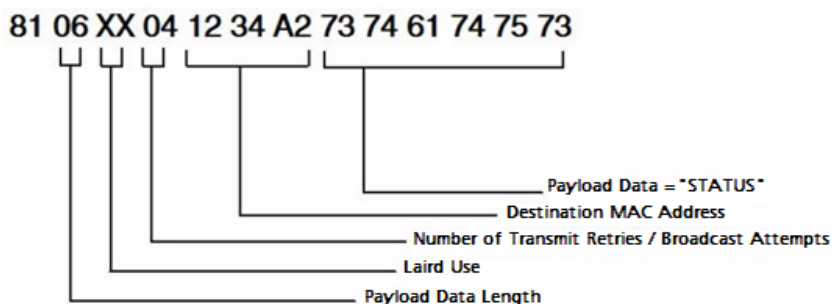 81 06 XX 04 12 34 A2 73 74 61 74 75 73
Payload Data = "STATUS"
Destination MAC Address
Number of Transmit Retries / Broadcast Attempts
Laird Use
Payload Data Length